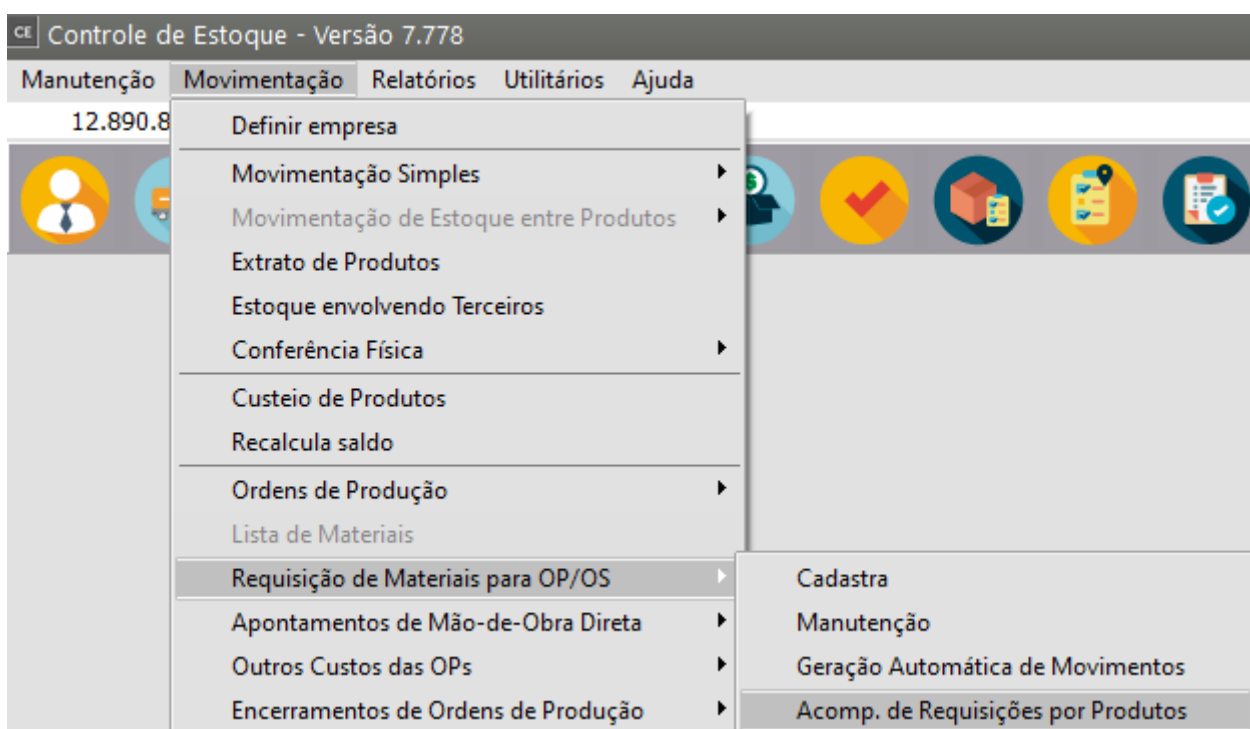 CE Controle de Estoque - Versão 7.778
Manutenção Movimentação Relatórios Utilitários Ajuda
12.890.8
Definir empresa
Movimentação Simples
Movimentação de Estoque entre Produtos
Extrato de Produtos
Estoque envolvendo Terceiros
Conferência Física
Custeio de Produtos
Recalcula saldo
Ordens de Produção
Lista de Materiais
Requisição de Materiais para OP/OS
Apontamentos de Mão-de-Obra Direta
Outros Custos das OPs
Encerramentos de Ordens de Produção
Cadastra
Manutenção
Geração Automática de Movimentos
Acomp. de Requisições por Produtos